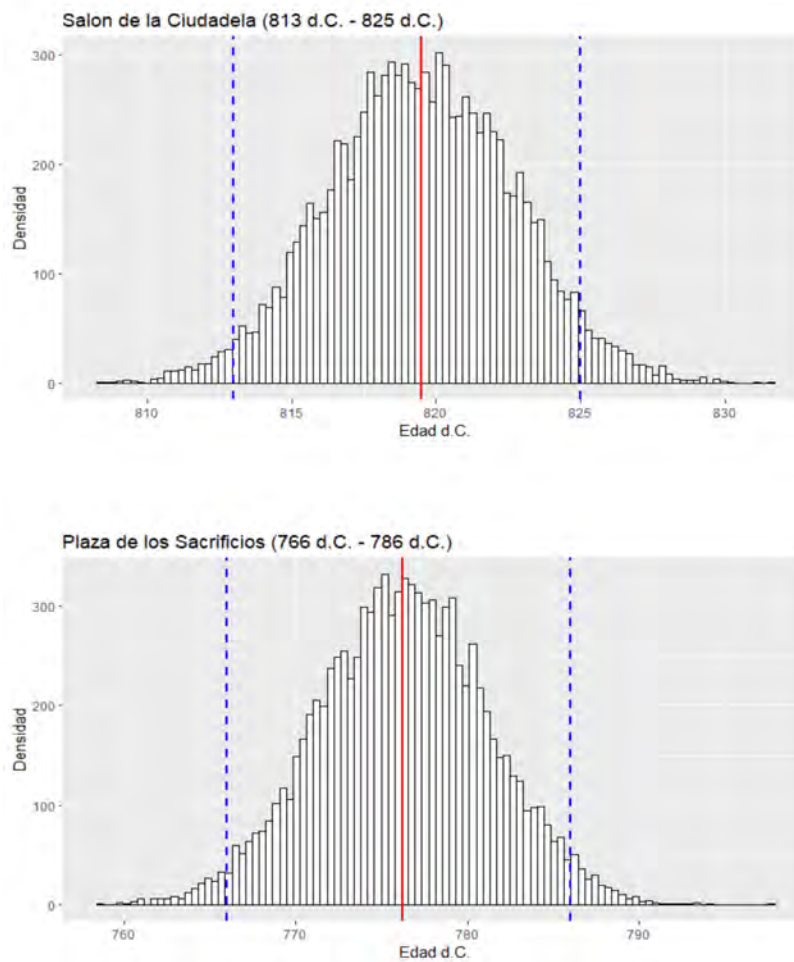 Salon de la Ciudadela (813 d.C. - 825 d.C.)
300
200
100
0
Densidad
810 815 820 825 830
Edad d.C.
Plaza de los Sacrificios (766 d.C. - 786 d.C.)
300
200
100
0
Densidad
760 770 780 790
Edad d.C.